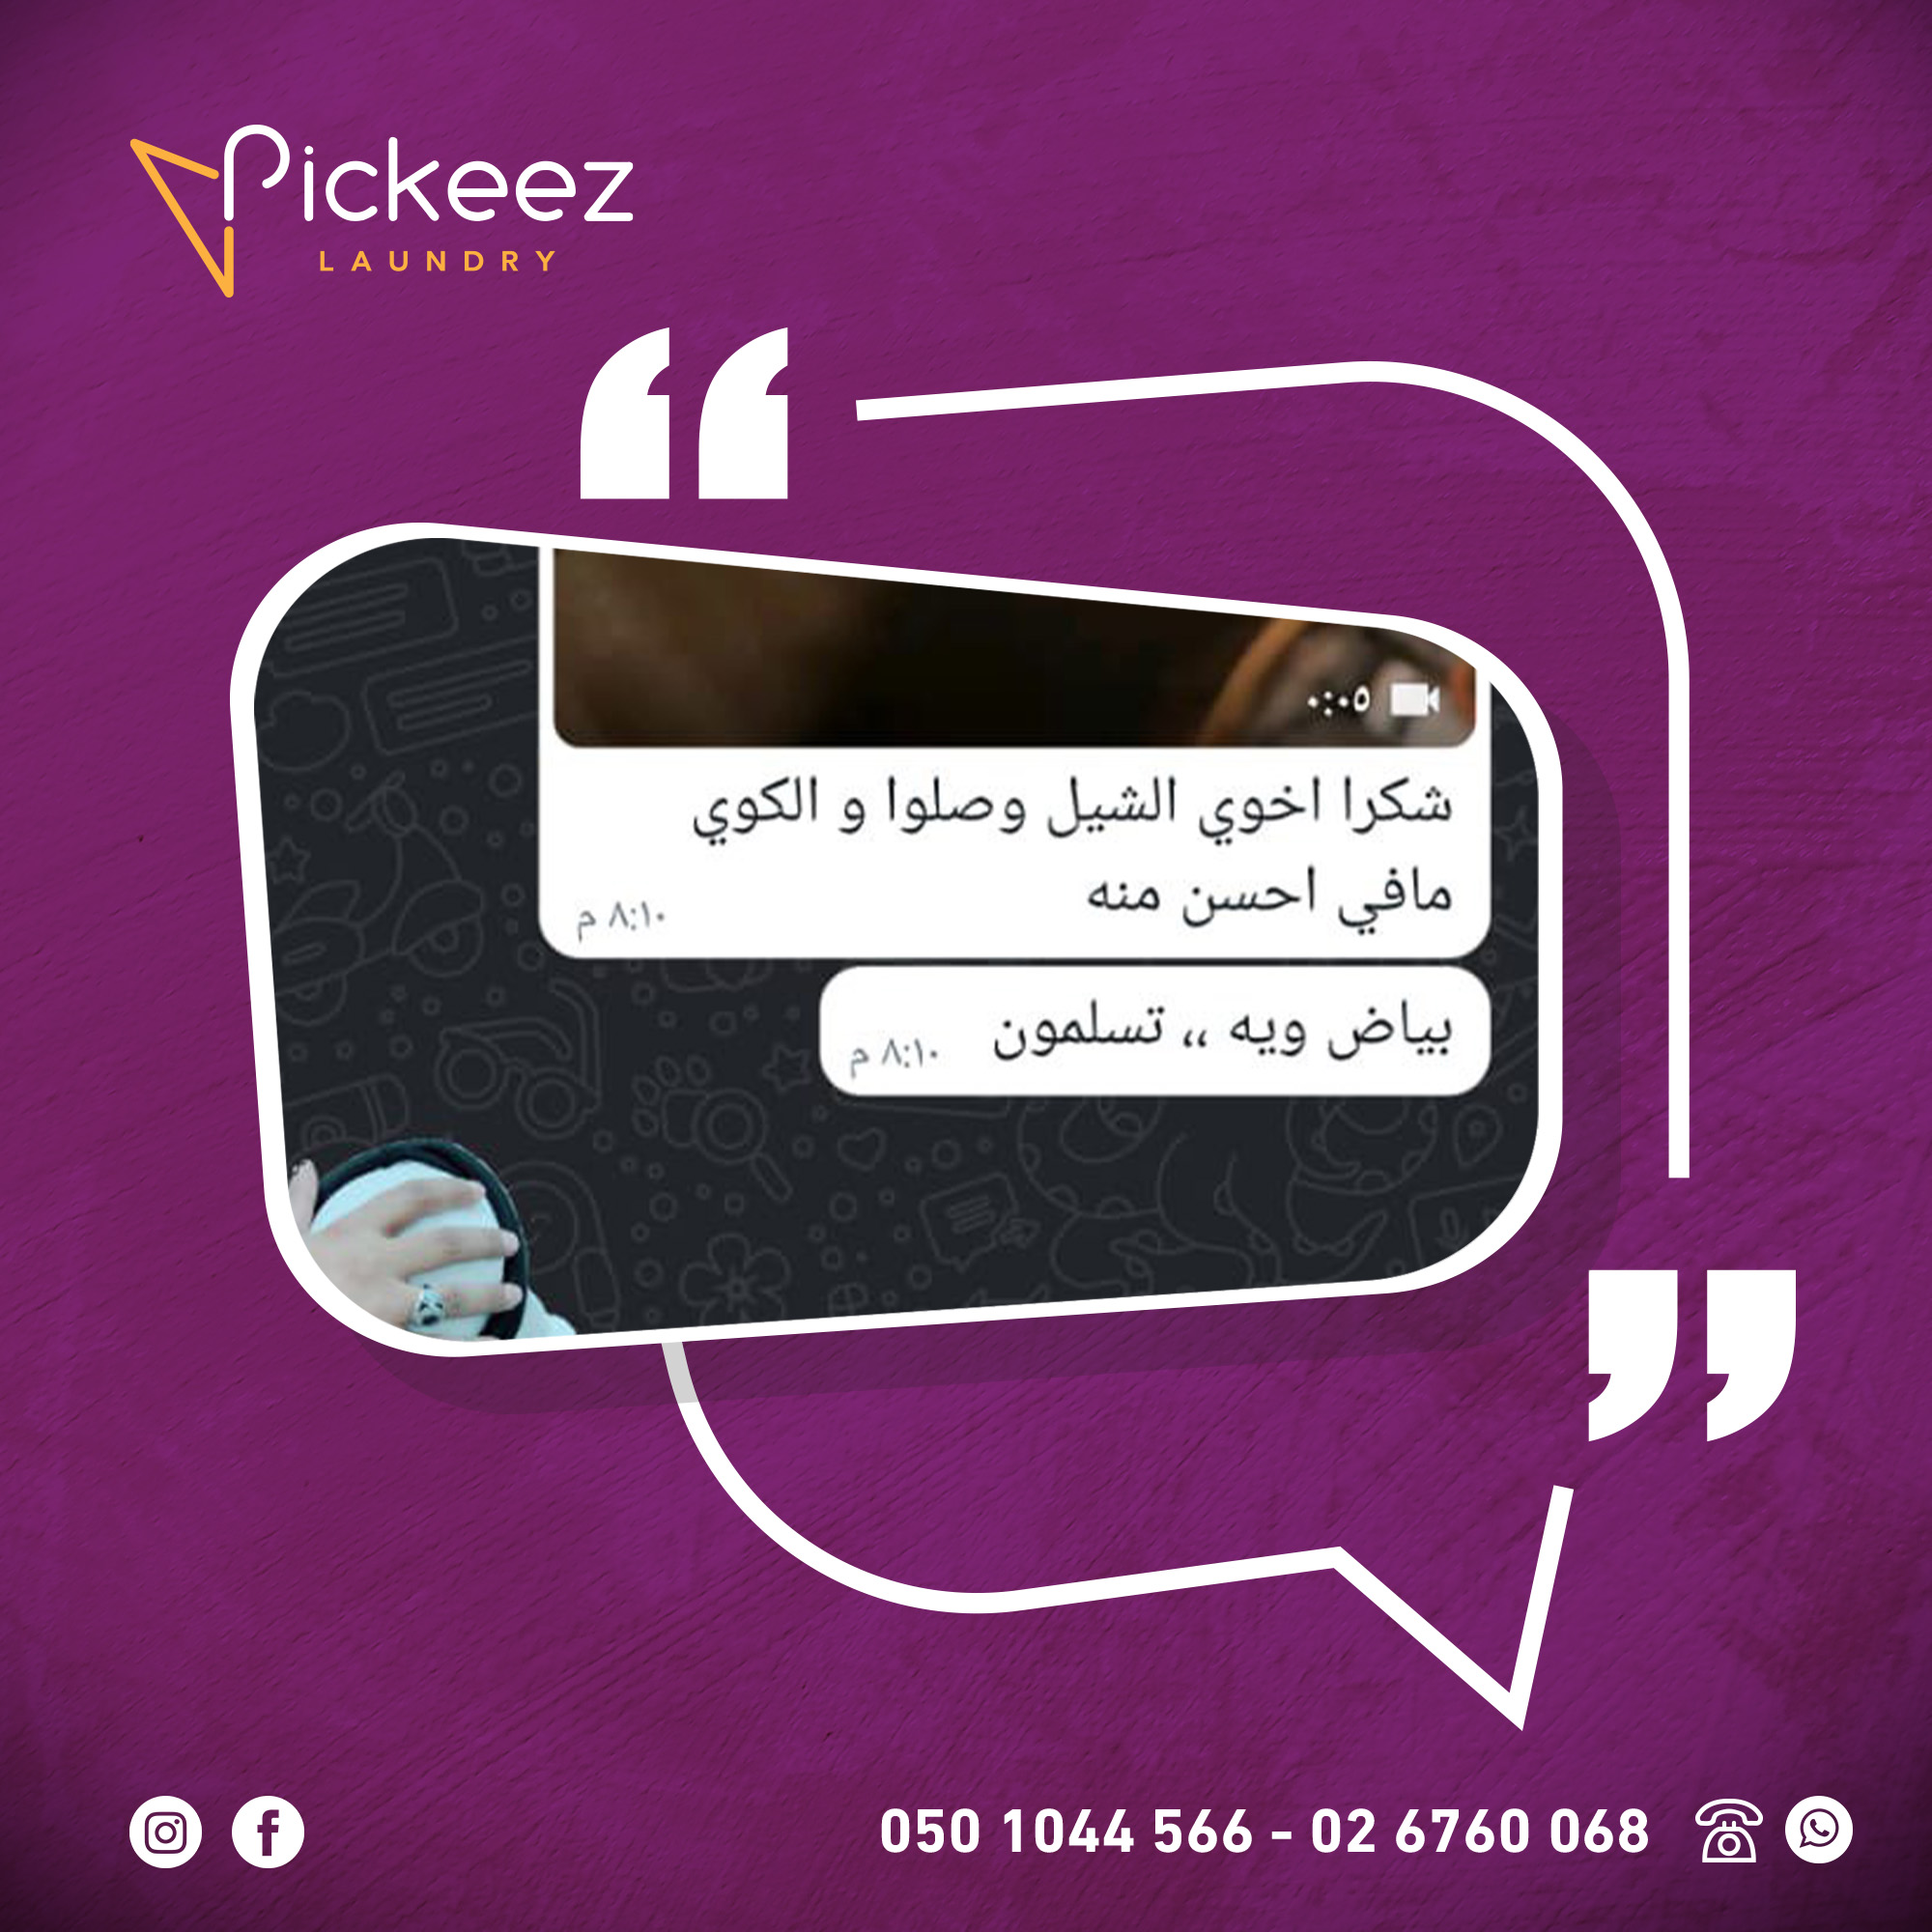 Pickeez
LAUNDRY
٠:٠٥
شكرا اخوي الشيل وصلوا و الكوي
مافي احسن منه
٨:١٠ م
بياض ويه ،، تسلمون
٨:١٠ م
050 1044 566 - 02 6760 068